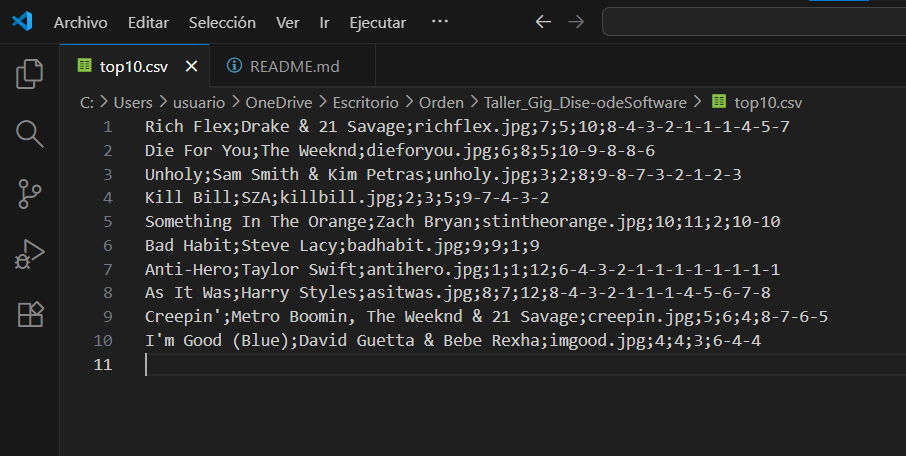 Archivo Editar Selección Ver Ir Ejecutar ...
top10.csv README.md
C: > Users > usuario > OneDrive > Escritorio > Orden > Taller_Gig_Dise-odeSoftware > top10.csv
1 Rich Flex;Drake & 21 Savage;richflex.jpg;7;5;10;8-4-3-2-1-1-1-4-5-7
2 Die For You;The Weeknd;dieforyou.jpg;6;8;5;10-9-8-8-6
3 Unholy;Sam Smith & Kim Petras;unholy.jpg;3;2;8;9-8-7-3-2-1-2-3
4 Kill Bill;SZA;killbill.jpg;2;3;5;9-7-4-3-2
5 Something In The Orange;Zach Bryan;stintheorange.jpg;10;11;2;10-10
6 Bad Habit;Steve Lacy;badhabit.jpg;9;9;1;9
7 Anti-Hero;Taylor Swift;antihero.jpg;1;1;12;6-4-3-2-1-1-1-1-1-1-1-1
8 As It Was;Harry Styles;asitwas.jpg;8;7;12;8-4-3-2-1-1-1-4-5-6-7-8
9 Creepin';Metro Boomin, The Weeknd & 21 Savage;creepin.jpg;5;6;4;8-7-6-5
10 I'm Good (Blue);David Guetta & Bebe Rexha;imgood.jpg;4;4;3;6-4-4
11